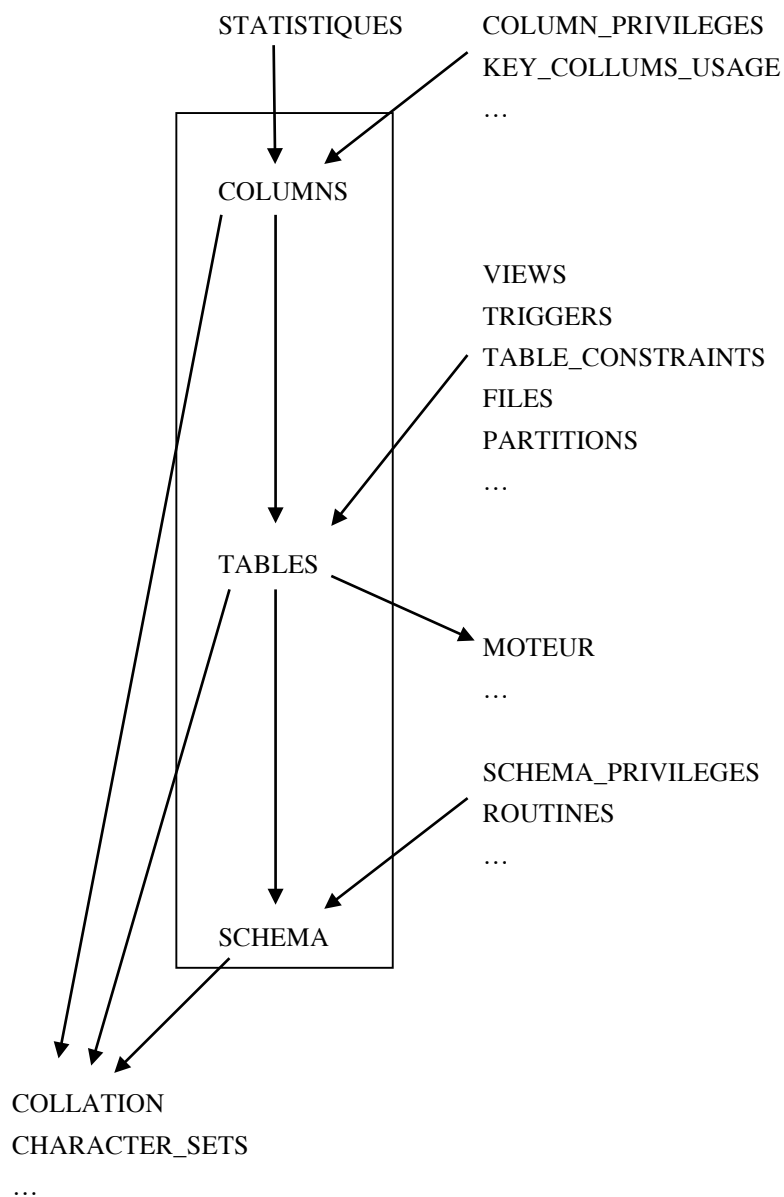 STATISTIQUES
COLUMN_PRIVILEGES
KEY_COLLUMS_USAGE
…
COLUMNS
VIEWS
TRIGGERS
TABLE_CONSTRAINTS
FILES
PARTITIONS
…
TABLES
MOTEUR
…
SCHEMA_PRIVILEGES
ROUTINES
…
SCHEMA
COLLATION
CHARACTER_SETS
…